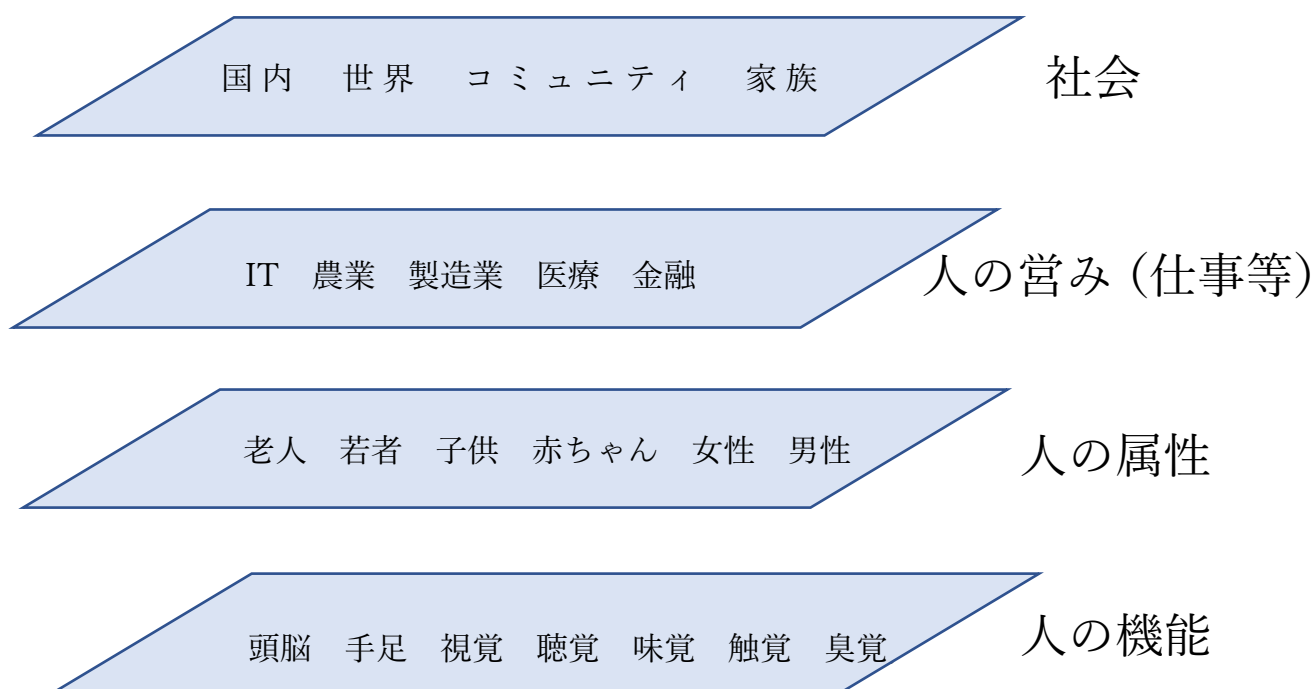 国内 世界 コミュニティ 家族 社会
IT 農業 製造業 医療 金融 人の営み (仕事等)
老人 若者 子供 赤ちゃん 女性 男性 人の属性
頭脳 手足 視覚 聴覚 味覚 触覚 臭覚 人の機能